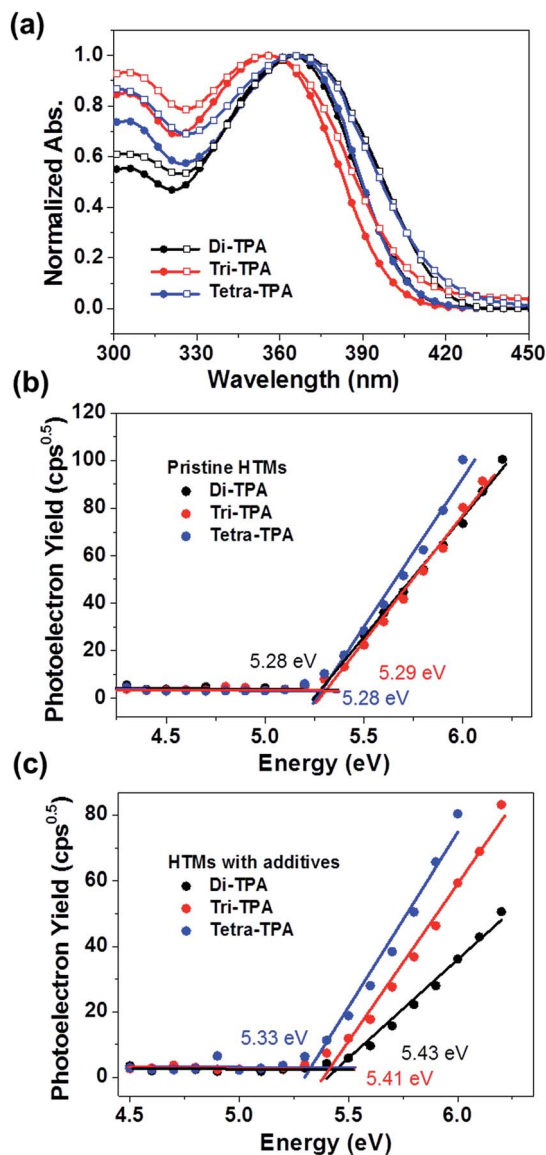 (a)
Normalized Abs.
1.0
0.8
0.6
0.4
0.2
0.0
Di-TPA
Tri-TPA
Tetra-TPA
300 330 360 390 420 450
Wavelength (nm)
(b)
Photoelectron Yield (cps0.5)
120
100
80
60
40
20
0
Pristine HTMs
Di-TPA
Tri-TPA
Tetra-TPA
5.28 eV
5.29 eV
5.28 eV
4.5 5.0 5.5 6.0
Energy (eV)
(c)
Photoelectron Yield (cps0.5)
80
60
40
20
0
HTMs with additives
Di-TPA
Tri-TPA
Tetra-TPA
5.33 eV
5.43 eV
5.41 eV
4.5 5.0 5.5 6.0
Energy (eV)